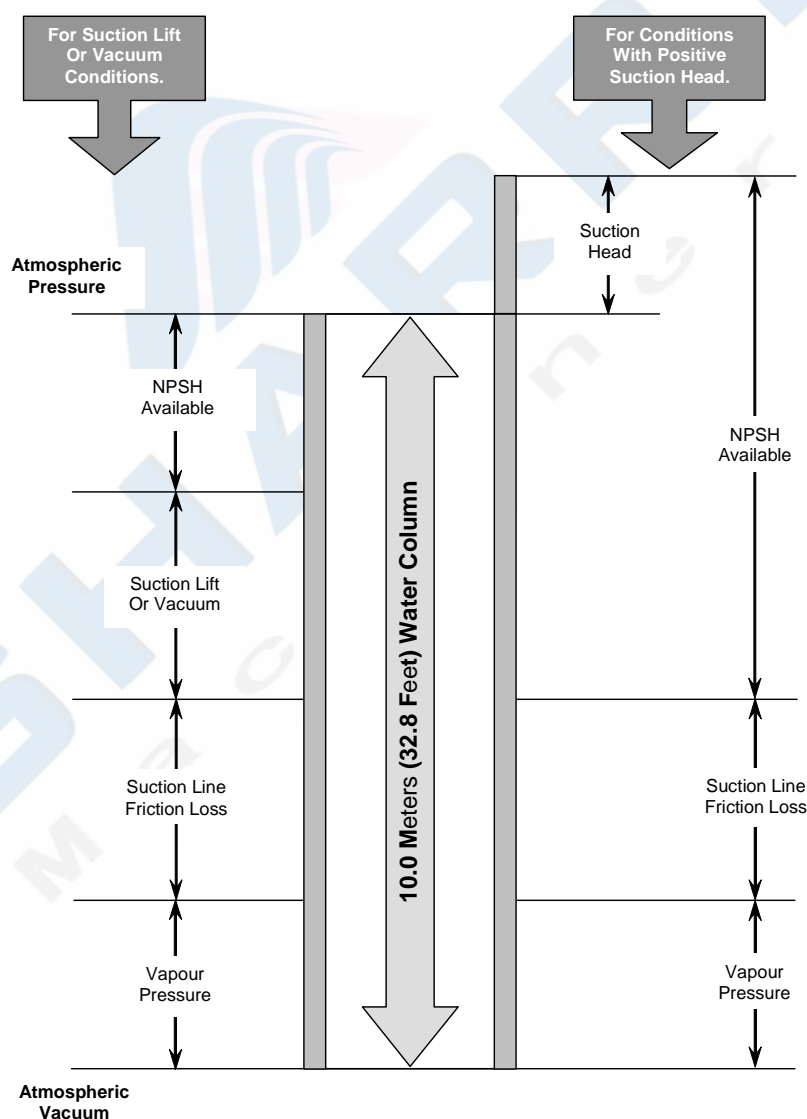 For Suction Lift
Or Vacuum
Conditions.
For Conditions
With Positive
Suction Head.
Suction
Head
Atmospheric
Pressure
NPSH
Available
NPSH
Available
Suction Lift
Or Vacuum
10.0 Meters (32.8 Feet) Water Column
Suction Line
Friction Loss
Suction Line
Friction Loss
Vapour
Pressure
Vapour
Pressure
Atmospheric
Vacuum